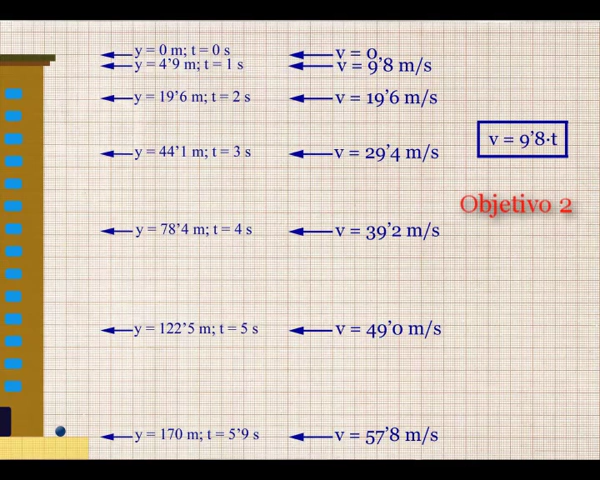 y = 0 m; t = 0 s
v = 0
y = 4'9 m; t = 1 s
v = 9'8 m/s
y = 19'6 m; t = 2 s
v = 19'6 m/s
v = 9'8·t
y = 44'1 m; t = 3 s
v = 29'4 m/s
Objetivo 2
y = 78'4 m; t = 4 s
v = 39'2 m/s
y = 122'5 m; t = 5 s
v = 49'0 m/s
y = 170 m; t = 5'9 s
v = 57'8 m/s